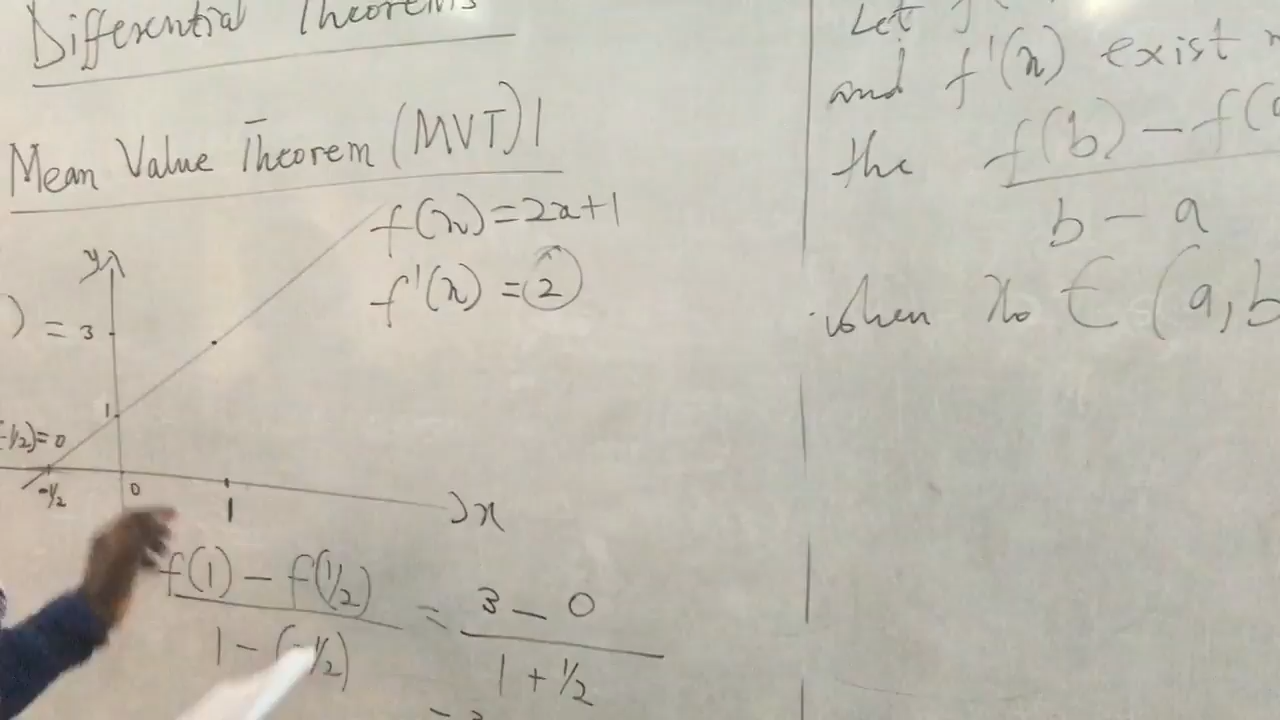 Differential Theorems
Mean Value Theorem (MVT)
f(x) = 2x+1
f'(x) = 2
y
) = 3
1
-1/2) = 0
-1/2 0 1 x
f(1) - f(1/2) = 3 - 0
1 - (-1/2) 1 + 1/2
Let f
and f'(x) exist
the f(b) - f(
b - a
when x₀ ∈ (a, b